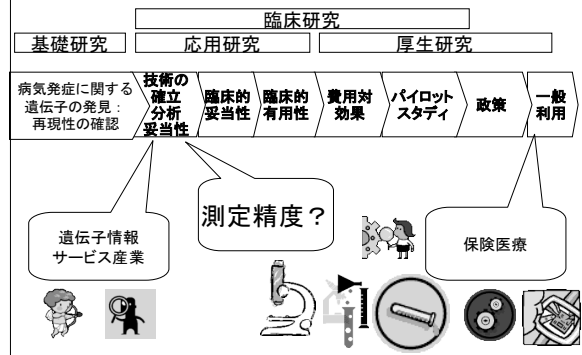 臨床研究
基礎研究
応用研究
厚生研究
病気発症に関する
遺伝子の発見：
再現性の確認
技術の
確立
分析
妥当性
臨床的
妥当性
臨床的
有用性
費用対
効果
パイロット
スタディ
政策
一般
利用
遺伝子情報
サービス産業
測定精度？
保険医療